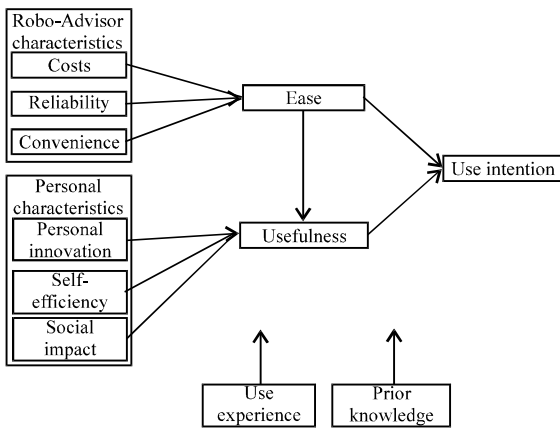 Robo-Advisor
characteristics
Costs
Reliability
Convenience
Personal
characteristics
Personal
innovation
Self-
efficiency
Social
impact
Ease
Usefulness
Use intention
Use
experience
Prior
knowledge